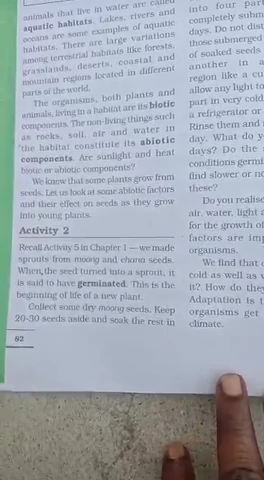 animals that live in water are called
aquatic habitats. Lakes, rivers and
oceans are some examples of aquatic
habitats. There are large variations
among terrestrial habitats like forests,
grasslands, deserts, coastal and
mountain regions located in different
parts of the world.
The organisms, both plants and
animals, living in a habitat are its biotic
components. The non-living things such
as rocks, soil, air and water in
the habitat constitute its abiotic
components. Are sunlight and heat
biotic or abiotic components?
We know that some plants grow from
seeds. Let us look at some abiotic factors
and their effect on seeds as they grow
into young plants.
Activity 2
Recall Activity 5 in Chapter 1 — we made
sprouts from moong and chana seeds.
When the seed turned into a sprout, it
is said to have germinated. This is the
beginning of life of a new plant.
Collect some dry moong seeds. Keep
20-30 seeds aside and soak the rest in
82
into four part
completely subm
days. Do not dist
those submerged
of soaked seeds
another in a
region like a cu
allow any light to
part in very cold
a refrigerator or
Rinse them and
day. What do y
days? Do the
conditions germi
find slower or no
these?
Do you realise
air, water, light a
for the growth of
factors are imp
organisms.
We find that
cold as well as
it? How do they
Adaptation is t
organisms get
climate.